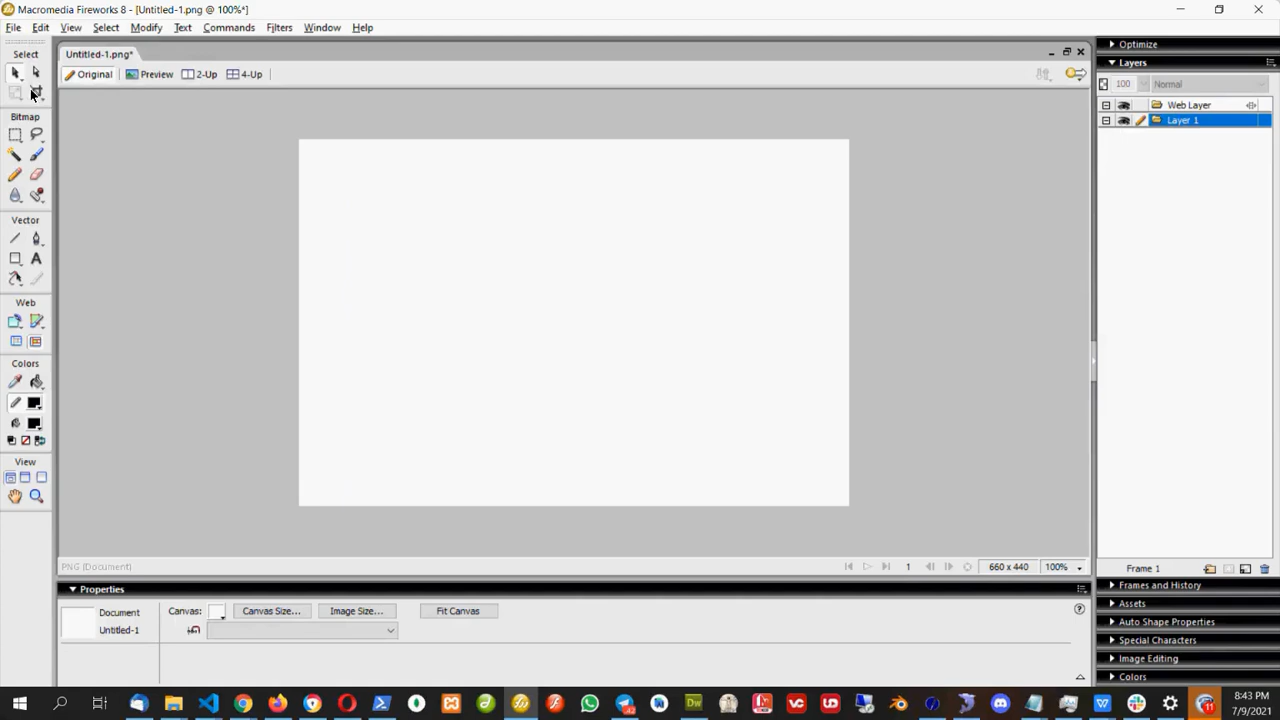 Macromedia Fireworks 8 - [Untitled-1.png @ 100%*]
File Edit View Select Modify Text Commands Filters Window Help
Select
Untitled-1.png*
Original Preview 2-Up 4-Up
Bitmap
Vector
A
Web
Colors
View
PNG (Document) 1 660 x 440 100%
Properties
Document
Untitled-1
Canvas: Canvas Size... Image Size... Fit Canvas
Optimize
Layers
100 Normal
Web Layer
Layer 1
Frame 1
Frames and History
Assets
Auto Shape Properties
Special Characters
Image Editing
Colors
8:43 PM
7/9/2021